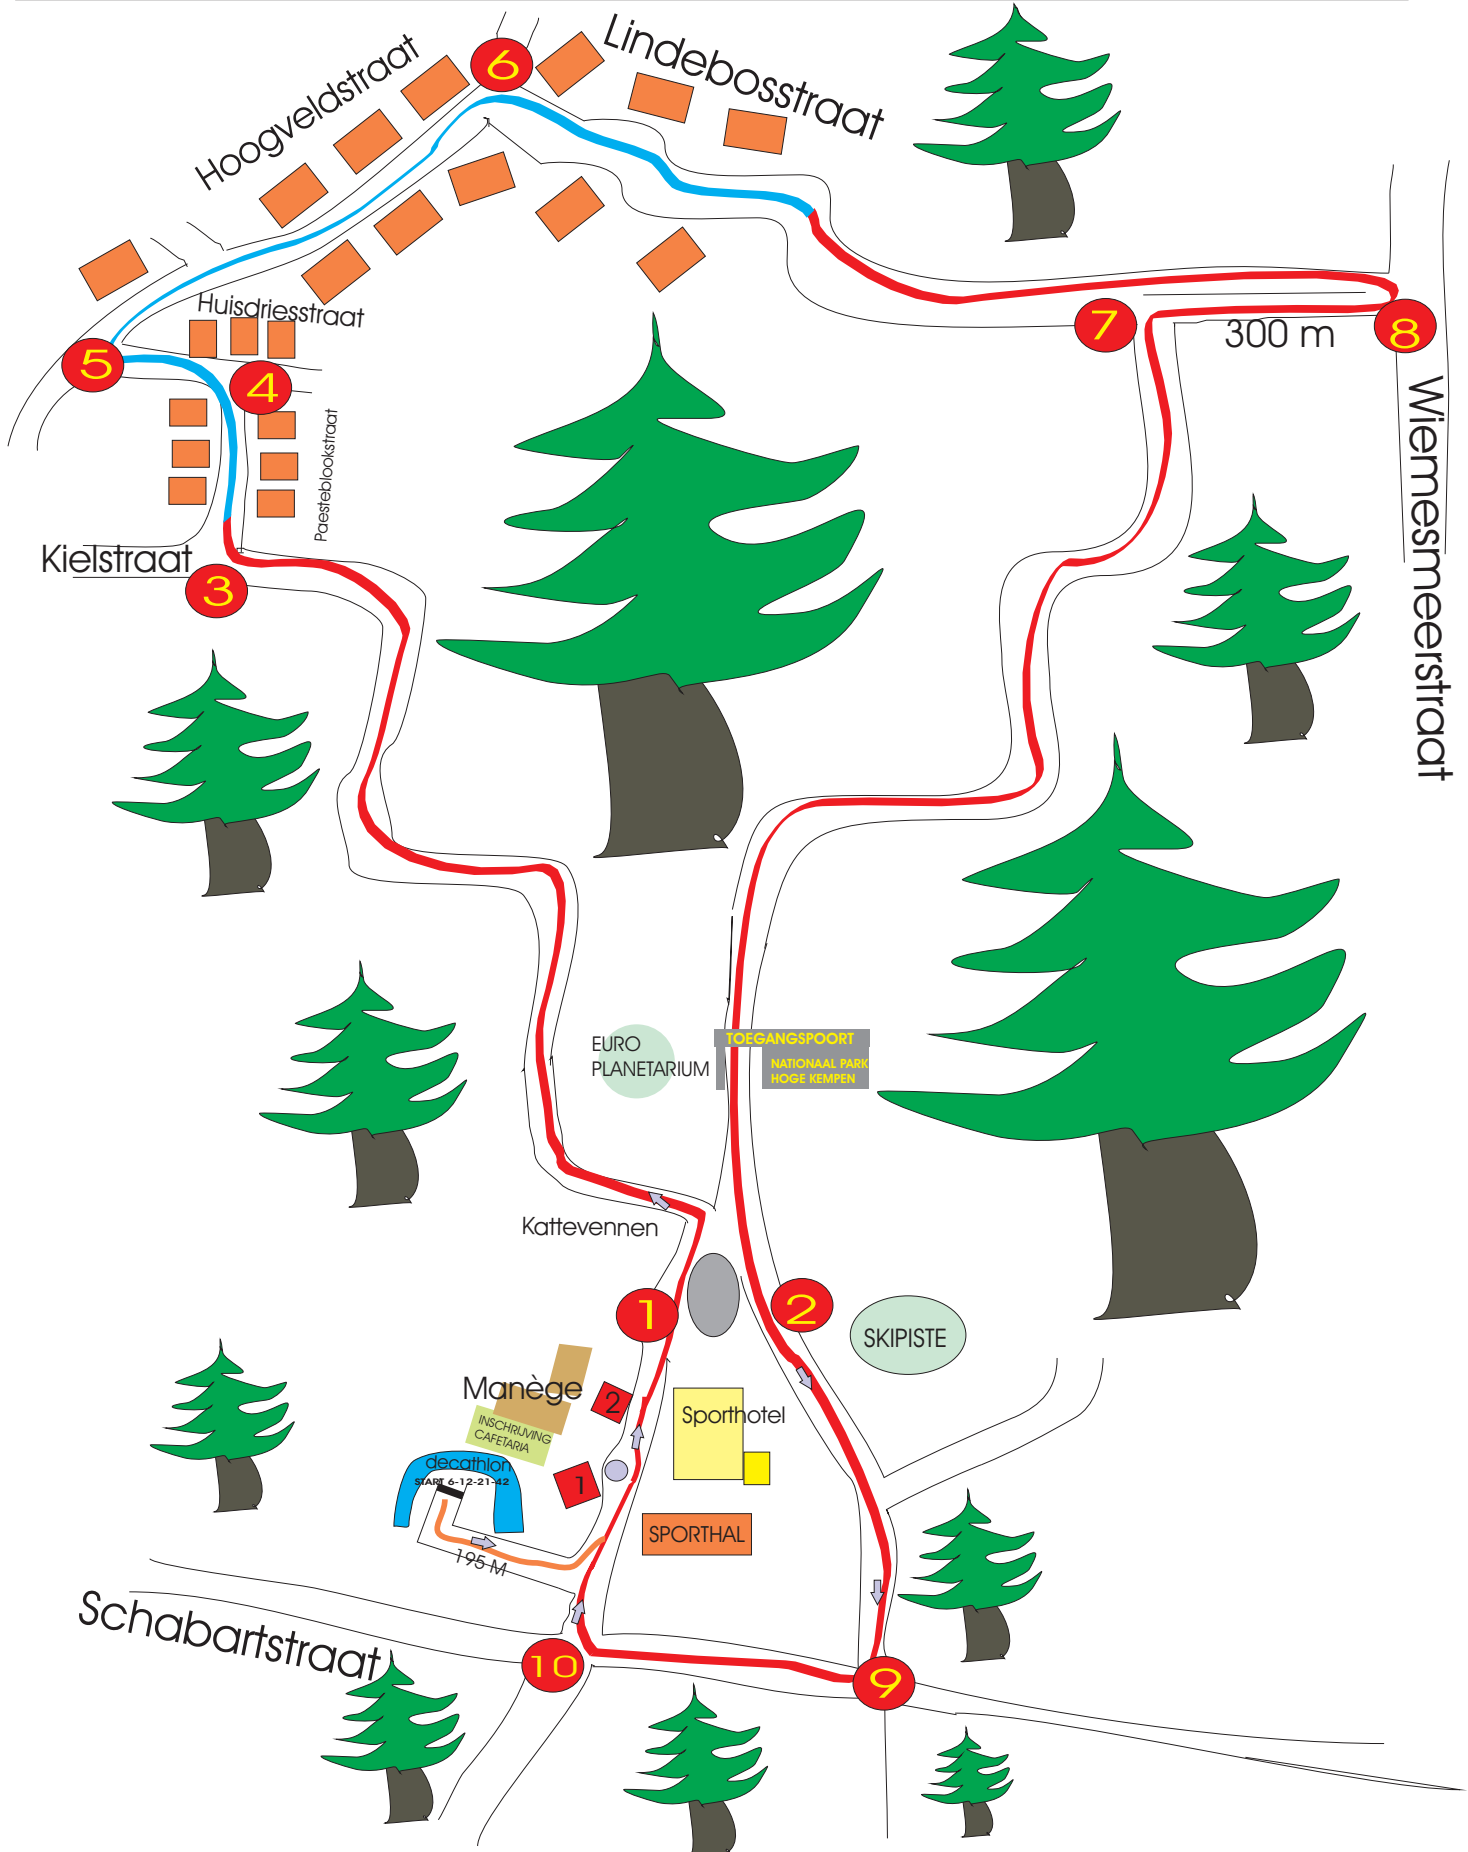 6
Lindebosstraat
Hoogveldstraat
Huisdriesstraat
7
300 m
8
5
4
Wiemesmeerstraat
Paesteblookstraat
Kielstraat
3
EURO
PLANETARIUM
TOEGANGSPOORT
NATIONAAL PARK
HOGE KEMPEN
Kattevennen
1
2
SKIPISTE
Manège
2
Sporthotel
INSCHRIJVING
CAFETARIA
decathlon
START 6-12-21-42
1
SPORTHAL
195 M
Schabartstraat
10
9